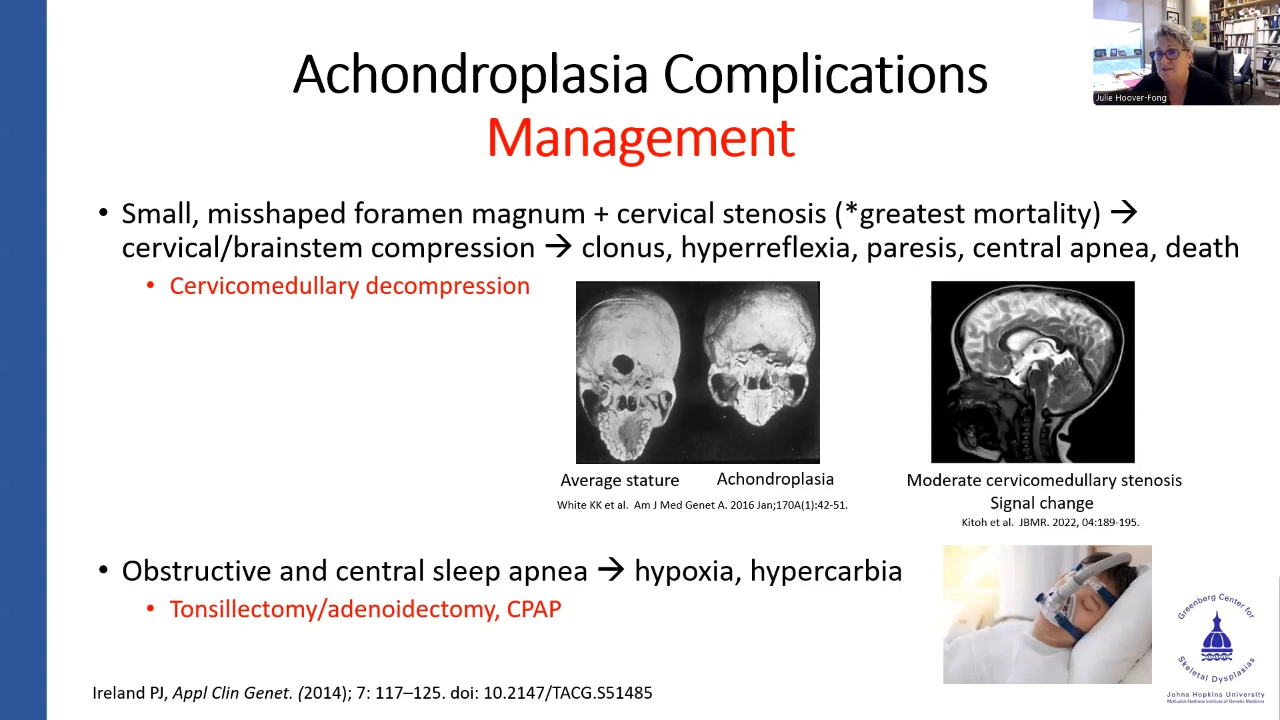 Achondroplasia Complications
Management
Julie Hoover-Fong
• Small, misshaped foramen magnum + cervical stenosis (*greatest mortality) →
cervical/brainstem compression → clonus, hyperreflexia, paresis, central apnea, death
• Cervicomedullary decompression
Average stature
Achondroplasia
White KK et al. Am J Med Genet A. 2016 Jan;170A(1):42-51.
Moderate cervicomedullary stenosis
Signal change
Kitoh et al. JBMR. 2022, 04:189-195.
• Obstructive and central sleep apnea → hypoxia, hypercarbia
• Tonsillectomy/adenoidectomy, CPAP
Greenberg Center for
Skeletal Dysplasias
Johns Hopkins University
McKusick-Nathans Institute of Genetic Medicine
Ireland PJ, Appl Clin Genet. (2014); 7: 117–125. doi: 10.2147/TACG.S51485